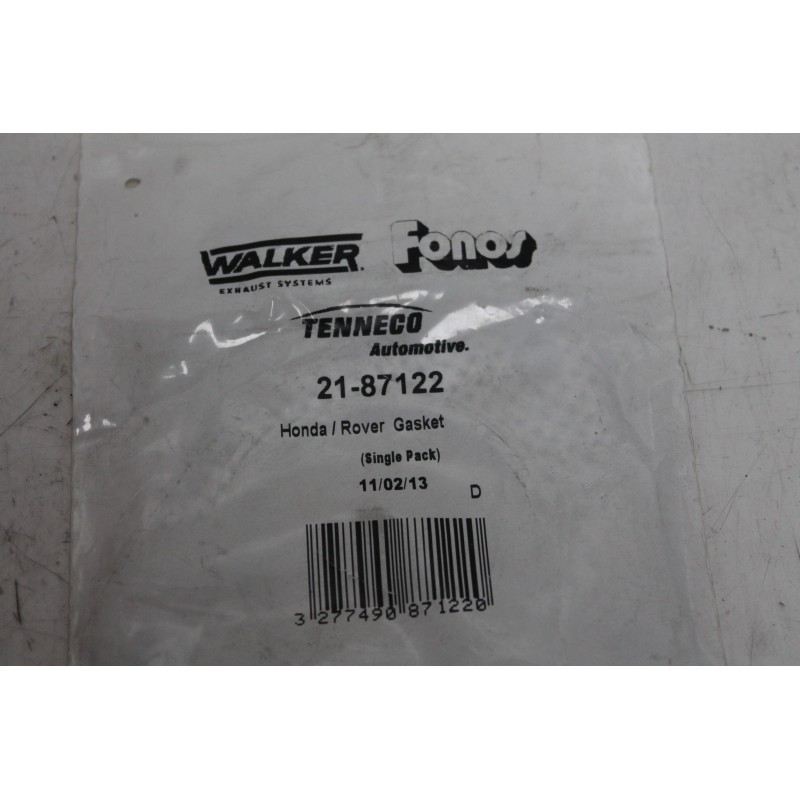 WALKER. Fonos
EXHAUST SYSTEMS
TENNECO
Automotive.
21-87122
Honda / Rover Gasket
(Single Pack)
11/02/13 D
3 277490 871220